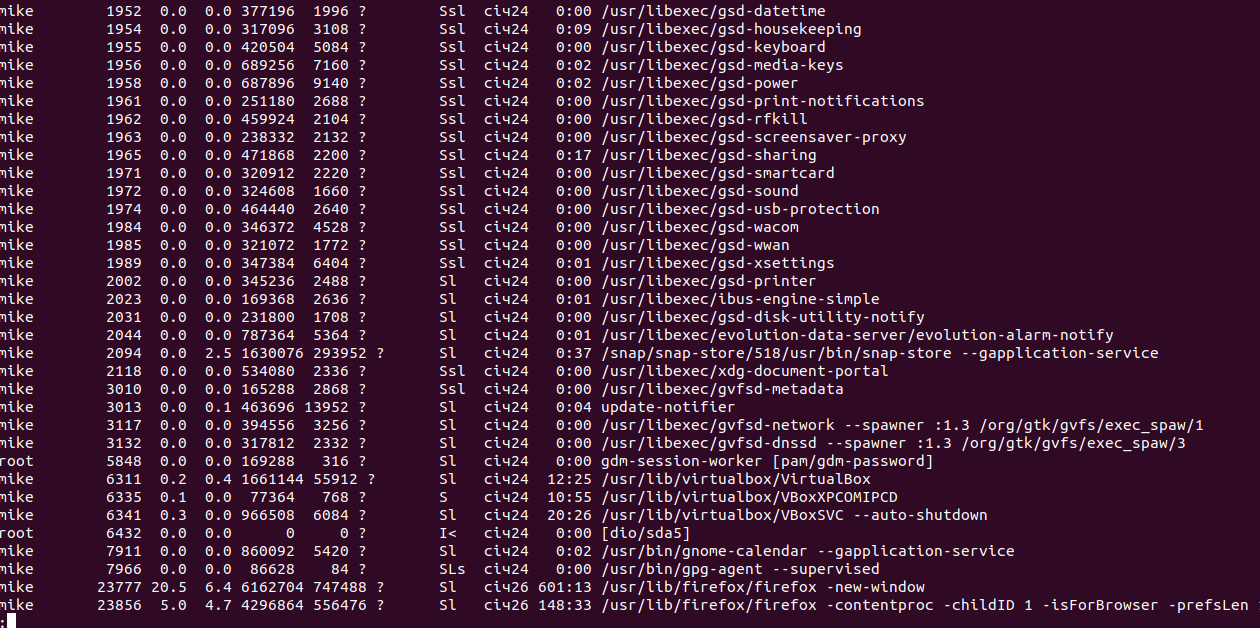 mike        1952  0.0  0.0 377196  1996 ?        Ssl  січ24   0:00 /usr/libexec/gsd-datetime
mike        1954  0.0  0.0 317096  3108 ?        Ssl  січ24   0:09 /usr/libexec/gsd-housekeeping
mike        1955  0.0  0.0 420504  5084 ?        Ssl  січ24   0:00 /usr/libexec/gsd-keyboard
mike        1956  0.0  0.0 689256  7160 ?        Ssl  січ24   0:02 /usr/libexec/gsd-media-keys
mike        1958  0.0  0.0 687896  9140 ?        Ssl  січ24   0:02 /usr/libexec/gsd-power
mike        1961  0.0  0.0 251180  2688 ?        Ssl  січ24   0:00 /usr/libexec/gsd-print-notifications
mike        1962  0.0  0.0 459924  2104 ?        Ssl  січ24   0:00 /usr/libexec/gsd-rfkill
mike        1963  0.0  0.0 238332  2132 ?        Ssl  січ24   0:00 /usr/libexec/gsd-screensaver-proxy
mike        1965  0.0  0.0 471868  2200 ?        Ssl  січ24   0:17 /usr/libexec/gsd-sharing
mike        1971  0.0  0.0 320912  2220 ?        Ssl  січ24   0:00 /usr/libexec/gsd-smartcard
mike        1972  0.0  0.0 324608  1660 ?        Ssl  січ24   0:00 /usr/libexec/gsd-sound
mike        1974  0.0  0.0 464440  2640 ?        Ssl  січ24   0:00 /usr/libexec/gsd-usb-protection
mike        1984  0.0  0.0 346372  4528 ?        Ssl  січ24   0:00 /usr/libexec/gsd-wacom
mike        1985  0.0  0.0 321072  1772 ?        Ssl  січ24   0:00 /usr/libexec/gsd-wwan
mike        1989  0.0  0.0 347384  6404 ?        Ssl  січ24   0:01 /usr/libexec/gsd-xsettings
mike        2002  0.0  0.0 345236  2488 ?        Sl   січ24   0:00 /usr/libexec/gsd-printer
mike        2023  0.0  0.0 169368  2636 ?        Sl   січ24   0:01 /usr/libexec/ibus-engine-simple
mike        2031  0.0  0.0 231800  1708 ?        Sl   січ24   0:00 /usr/libexec/gsd-disk-utility-notify
mike        2044  0.0  0.0 787364  5364 ?        Sl   січ24   0:01 /usr/libexec/evolution-data-server/evolution-alarm-notify
mike        2094  0.0  2.5 1630076 293952 ?      Sl   січ24   0:37 /snap/snap-store/518/usr/bin/snap-store --gapplication-service
mike        2118  0.0  0.0 534080  2336 ?        Ssl  січ24   0:00 /usr/libexec/xdg-document-portal
mike        3010  0.0  0.0 165288  2868 ?        Ssl  січ24   0:00 /usr/libexec/gvfsd-metadata
mike        3013  0.0  0.1 463696 13952 ?        Sl   січ24   0:04 update-notifier
mike        3117  0.0  0.0 394556  3256 ?        Sl   січ24   0:00 /usr/libexec/gvfsd-network --spawner :1.3 /org/gtk/gvfs/exec_spaw/1
mike        3132  0.0  0.0 317812  2332 ?        Sl   січ24   0:00 /usr/libexec/gvfsd-dnssd --spawner :1.3 /org/gtk/gvfs/exec_spaw/3
root        5848  0.0  0.0 169288   316 ?        Sl   січ24   0:00 gdm-session-worker [pam/gdm-password]
mike        6311  0.2  0.4 1661144 55912 ?       Sl   січ24  12:25 /usr/lib/virtualbox/VirtualBox
mike        6335  0.1  0.0  77364   768 ?        S    січ24  10:55 /usr/lib/virtualbox/VBoxXPCOMIPCD
mike        6341  0.3  0.0 966508  6084 ?        Sl   січ24  20:26 /usr/lib/virtualbox/VBoxSVC --auto-shutdown
root        6432  0.0  0.0      0     0 ?        I<   січ24   0:00 [dio/sda5]
mike        7911  0.0  0.0 860092  5420 ?        Sl   січ24   0:02 /usr/bin/gnome-calendar --gapplication-service
mike        7966  0.0  0.0  86628    84 ?        SLs  січ24   0:00 /usr/bin/gpg-agent --supervised
mike       23777 20.5  6.4 6162704 747488 ?      Sl   січ26 601:13 /usr/lib/firefox/firefox -new-window
mike       23856  5.0  4.7 4296864 556476 ?      Sl   січ26 148:33 /usr/lib/firefox/firefox -contentproc -childID 1 -isForBrowser -prefsLen
: